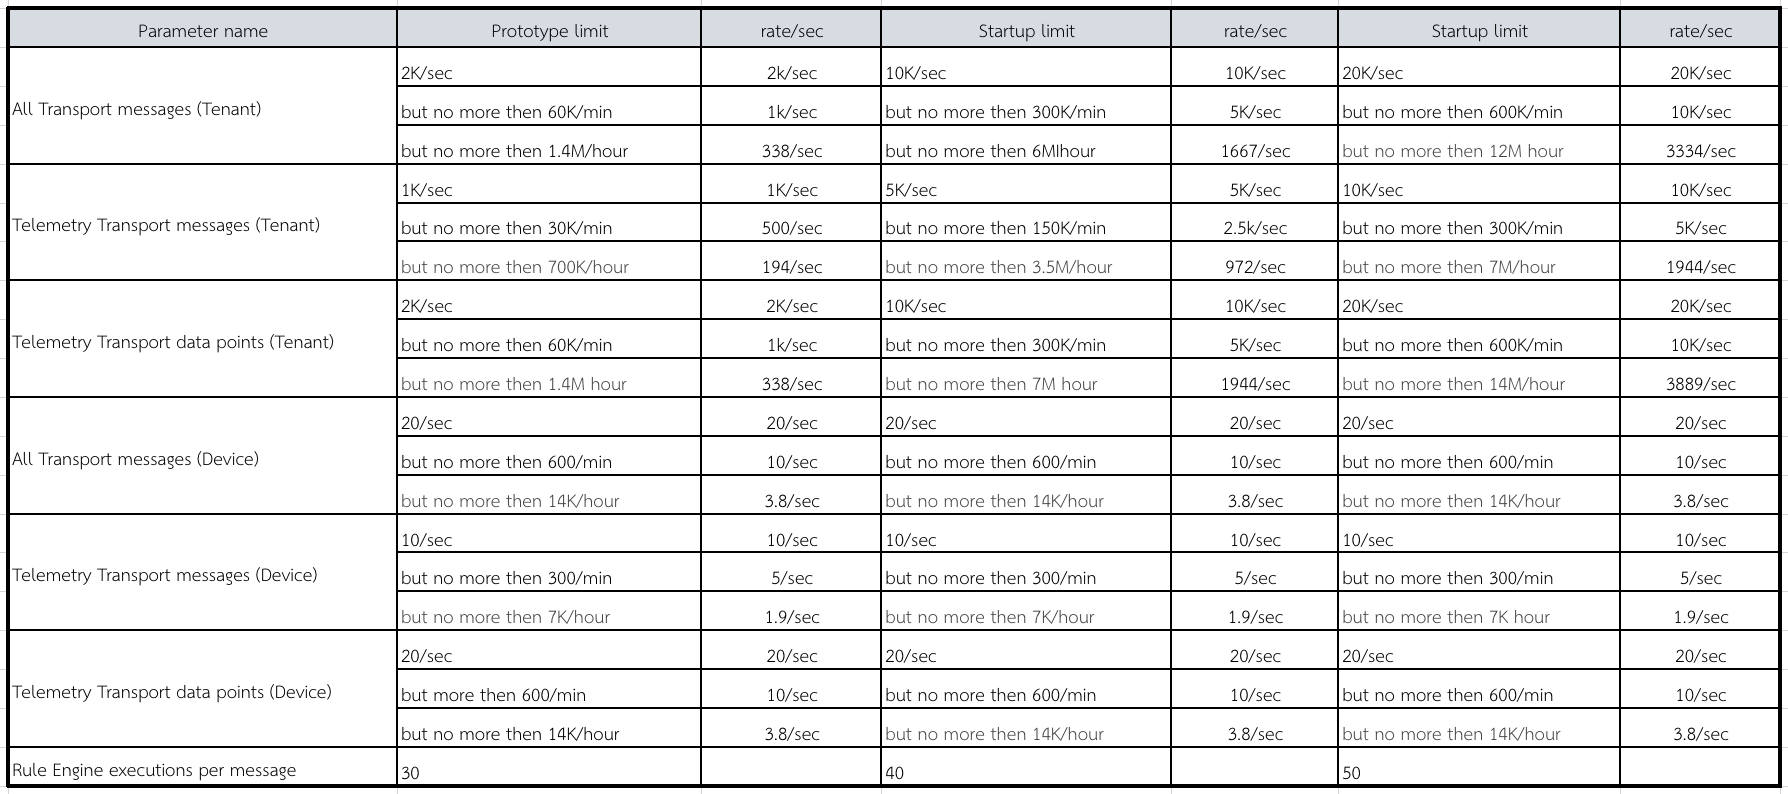 Parameter name Prototype limit rate/sec Startup limit rate/sec Startup limit rate/sec
All Transport messages (Tenant)
2K/sec 2k/sec 10K/sec 10K/sec 20K/sec 20K/sec
but no more then 60K/min 1k/sec but no more then 300K/min 5K/sec but no more then 600K/min 10K/sec
but no more then 1.4M/hour 338/sec but no more then 6Mlhour 1667/sec but no more then 12M hour 3334/sec
Telemetry Transport messages (Tenant)
1K/sec 1K/sec 5K/sec 5K/sec 10K/sec 10K/sec
but no more then 30K/min 500/sec but no more then 150K/min 2.5k/sec but no more then 300K/min 5K/sec
but no more then 700K/hour 194/sec but no more then 3.5M/hour 972/sec but no more then 7M/hour 1944/sec
Telemetry Transport data points (Tenant)
2K/sec 2K/sec 10K/sec 10K/sec 20K/sec 20K/sec
but no more then 60K/min 1k/sec but no more then 300K/min 5K/sec but no more then 600K/min 10K/sec
but no more then 1.4M hour 338/sec but no more then 7M hour 1944/sec but no more then 14M/hour 3889/sec
All Transport messages (Device)
20/sec 20/sec 20/sec 20/sec 20/sec 20/sec
but no more then 600/min 10/sec but no more then 600/min 10/sec but no more then 600/min 10/sec
but no more then 14K/hour 3.8/sec but no more then 14K/hour 3.8/sec but no more then 14K/hour 3.8/sec
Telemetry Transport messages (Device)
10/sec 10/sec 10/sec 10/sec 10/sec 10/sec
but no more then 300/min 5/sec but no more then 300/min 5/sec but no more then 300/min 5/sec
but no more then 7K/hour 1.9/sec but no more then 7K/hour 1.9/sec but no more then 7K hour 1.9/sec
Telemetry Transport data points (Device)
20/sec 20/sec 20/sec 20/sec 20/sec 20/sec
but more then 600/min 10/sec but no more then 600/min 10/sec but no more then 600/min 10/sec
but no more then 14K/hour 3.8/sec but no more then 14K/hour 3.8/sec but no more then 14K/hour 3.8/sec
Rule Engine executions per message 30 40 50